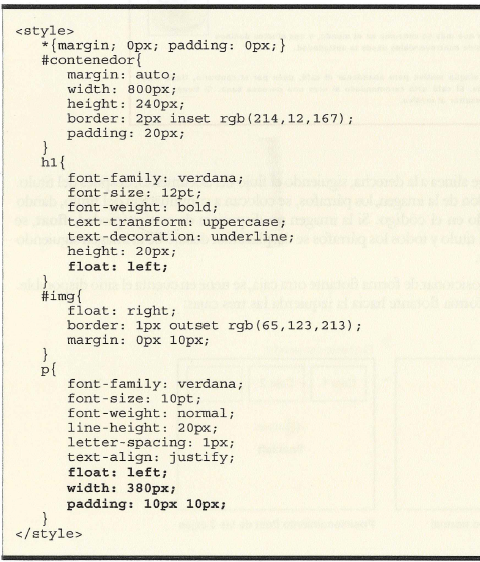 <style>
*{margin; 0px; padding: 0px;}
#contenedor{
margin: auto;
width: 800px;
height: 240px;
border: 2px inset rgb(214,12,167);
padding: 20px;
}
h1{
font-family: verdana;
font-size: 12pt;
font-weight: bold;
text-transform: uppercase;
text-decoration: underline;
height: 20px;
float: left;
}
#img{
float: right;
border: 1px outset rgb(65,123,213);
margin: 0px 10px;
}
p{
font-family: verdana;
font-size: 10pt;
font-weight: normal;
line-height: 20px;
letter-spacing: 1px;
text-align: justify;
float: left;
width: 380px;
padding: 10px 10px;
}
</style>